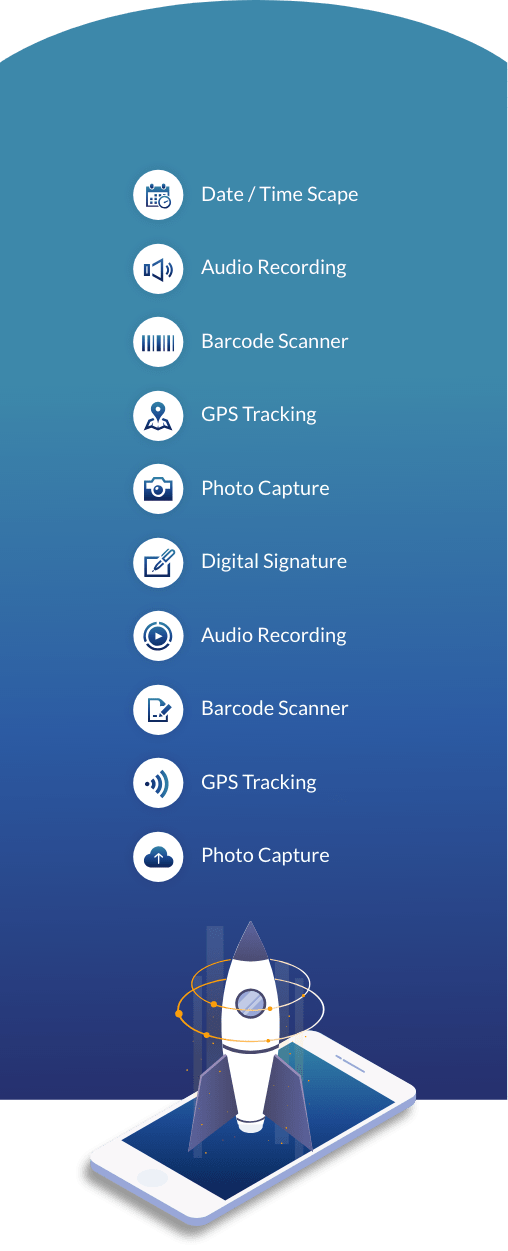 Date / Time Scape
Audio Recording
Barcode Scanner
GPS Tracking
Photo Capture
Digital Signature
Audio Recording
Barcode Scanner
GPS Tracking
Photo Capture